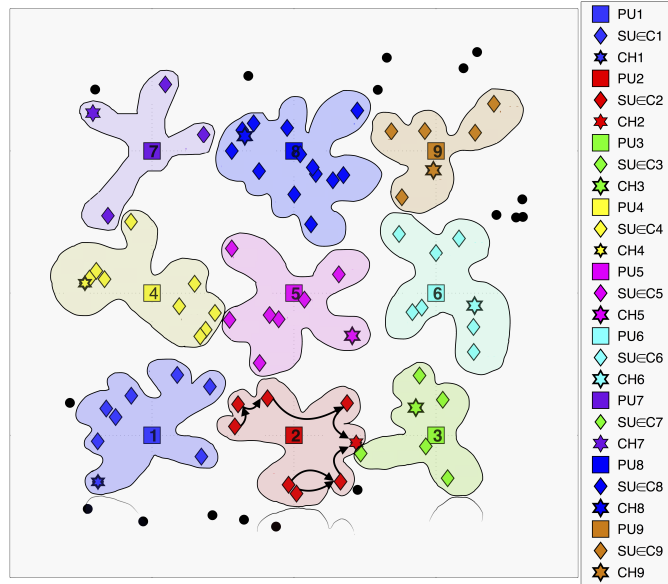 7
8
9
4
5
6
1
2
3
PU1
SU∈C1
CH1
PU2
SU∈C2
CH2
PU3
SU∈C3
CH3
PU4
SU∈C4
CH4
PU5
SU∈C5
CH5
PU6
SU∈C6
CH6
PU7
SU∈C7
CH7
PU8
SU∈C8
CH8
PU9
SU∈C9
CH9